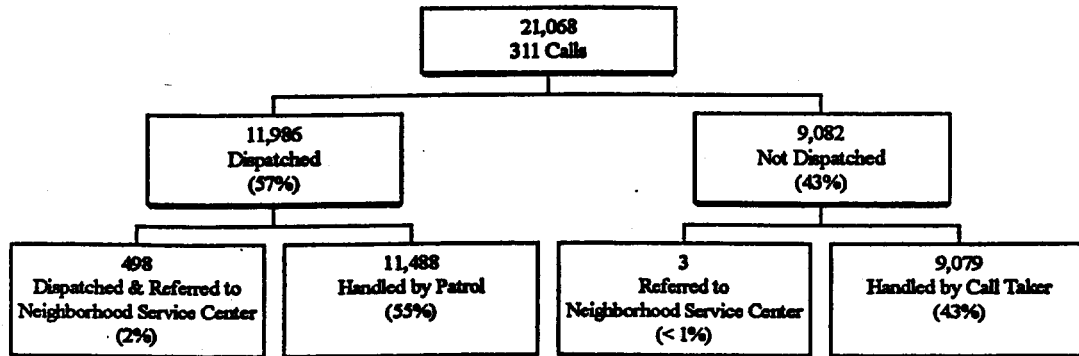 21,068
311 Calls
11,986
Dispatched
(57%)
9,082
Not Dispatched
(43%)
498
Dispatched & Referred to
Neighborhood Service Center
(2%)
11,488
Handled by Patrol
(55%)
3
Referred to
Neighborhood Service Center
(< 1%)
9,079
Handled by Call Taker
(43%)